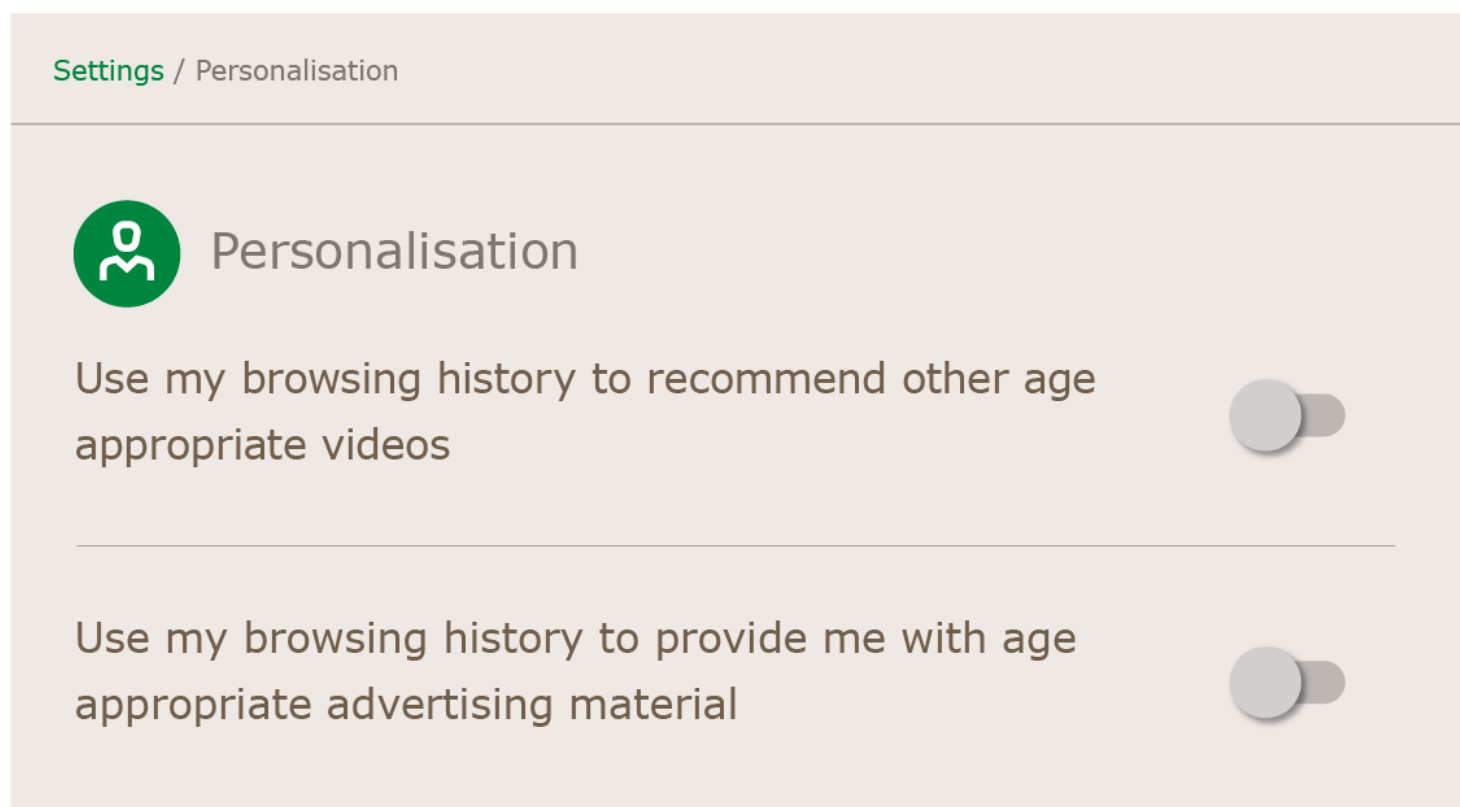 Settings / Personalisation
Personalisation
Use my browsing history to recommend other age
appropriate videos
Use my browsing history to provide me with age
appropriate advertising material